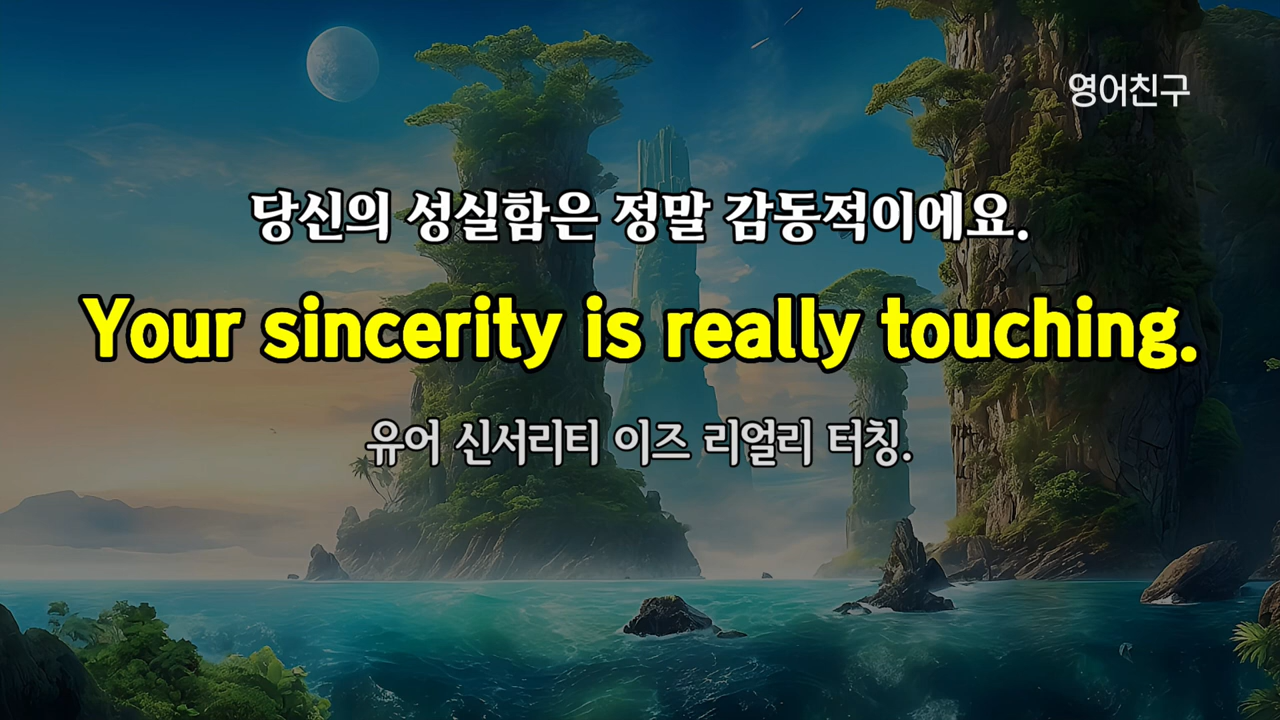 영어친구
당신의 성실함은 정말 감동적이에요.
Your sincerity is really touching.
유어 신서리티 이즈 리얼리 터칭.